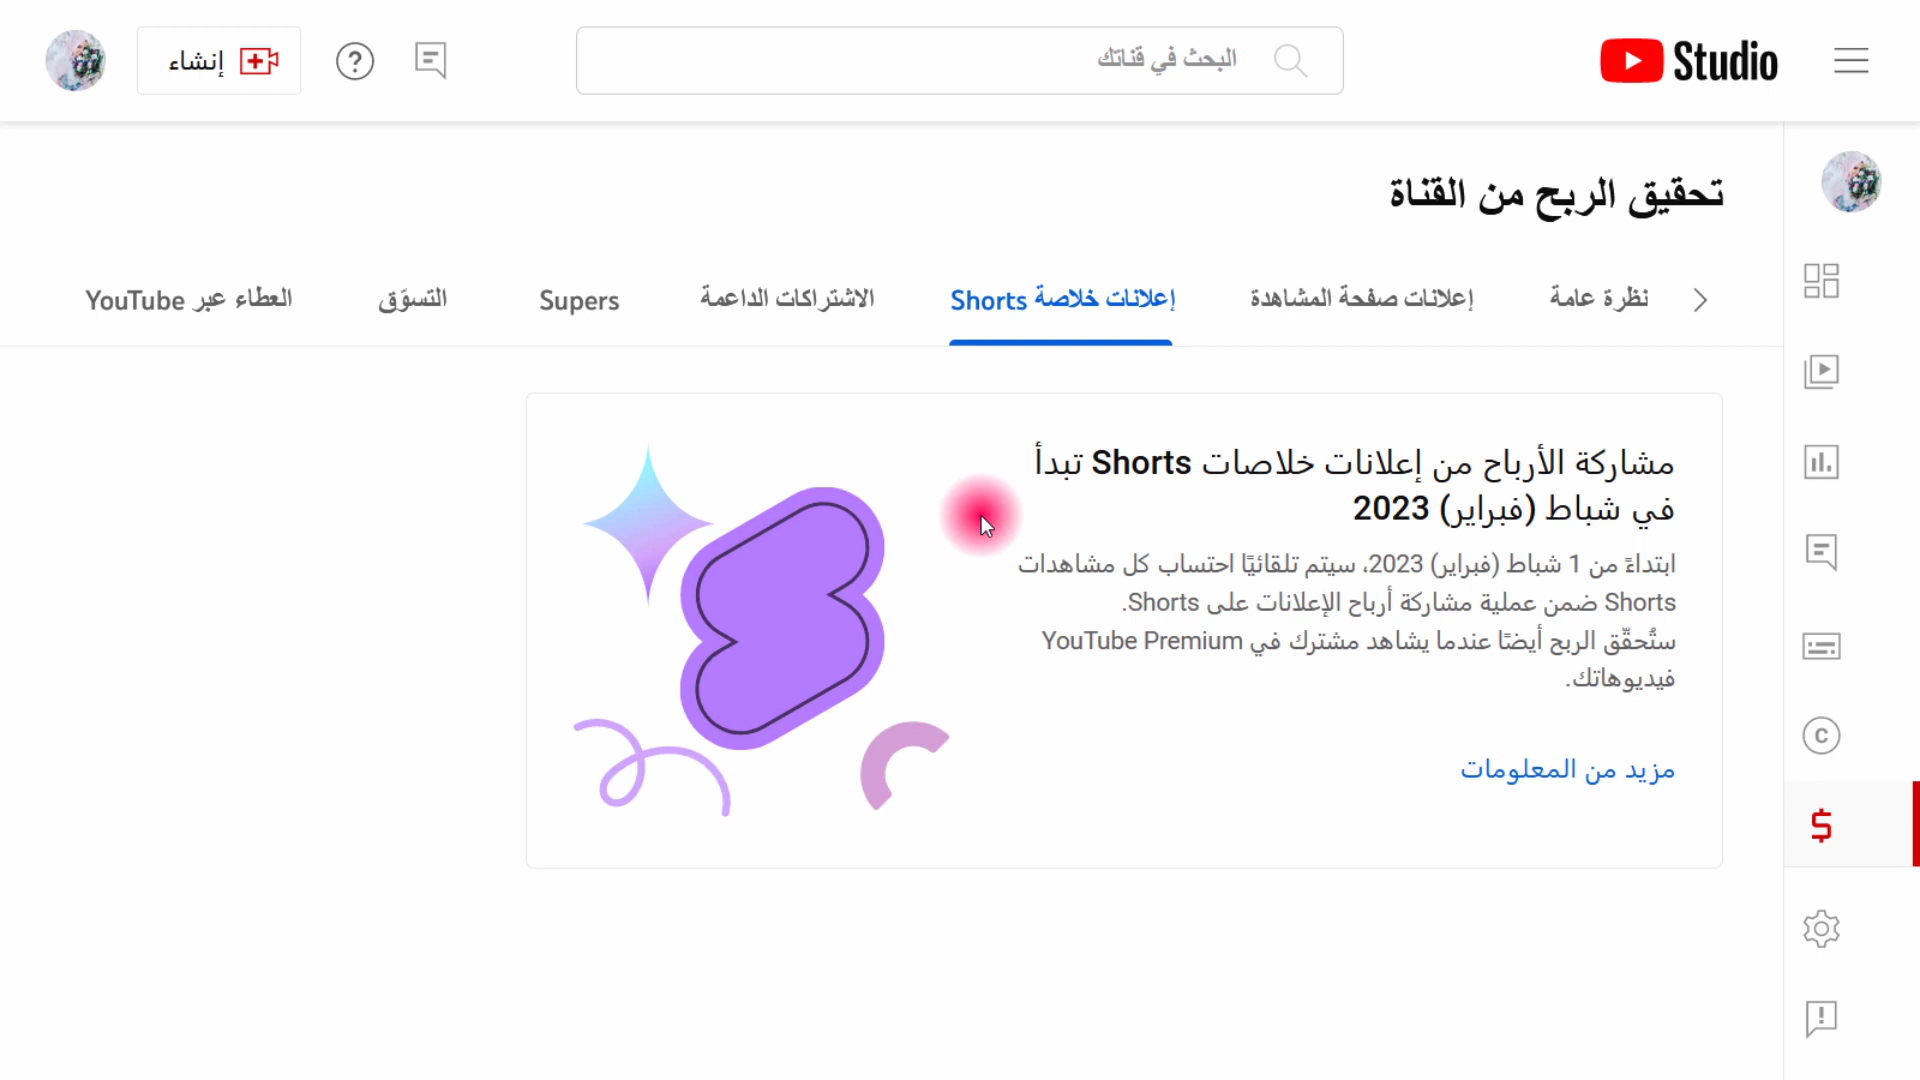 Studio
البحث في قناتك
إنشاء
تحقيق الربح من القناة
نظرة عامة
إعلانات صفحة المشاهدة
إعلانات خلاصة Shorts
الاشتراكات الداعمة
Supers
التسوّق
العطاء عبر YouTube
مشاركة الأرباح من إعلانات خلاصات Shorts تبدأ
في شباط (فبراير) 2023
ابتداءً من 1 شباط (فبراير) 2023، سيتم تلقائيًا احتساب كل مشاهدات
Shorts ضمن عملية مشاركة أرباح الإعلانات على Shorts.
ستُحقّق الربح أيضًا عندما يشاهد مشترك في YouTube Premium
فيديوهاتك.
مزيد من المعلومات